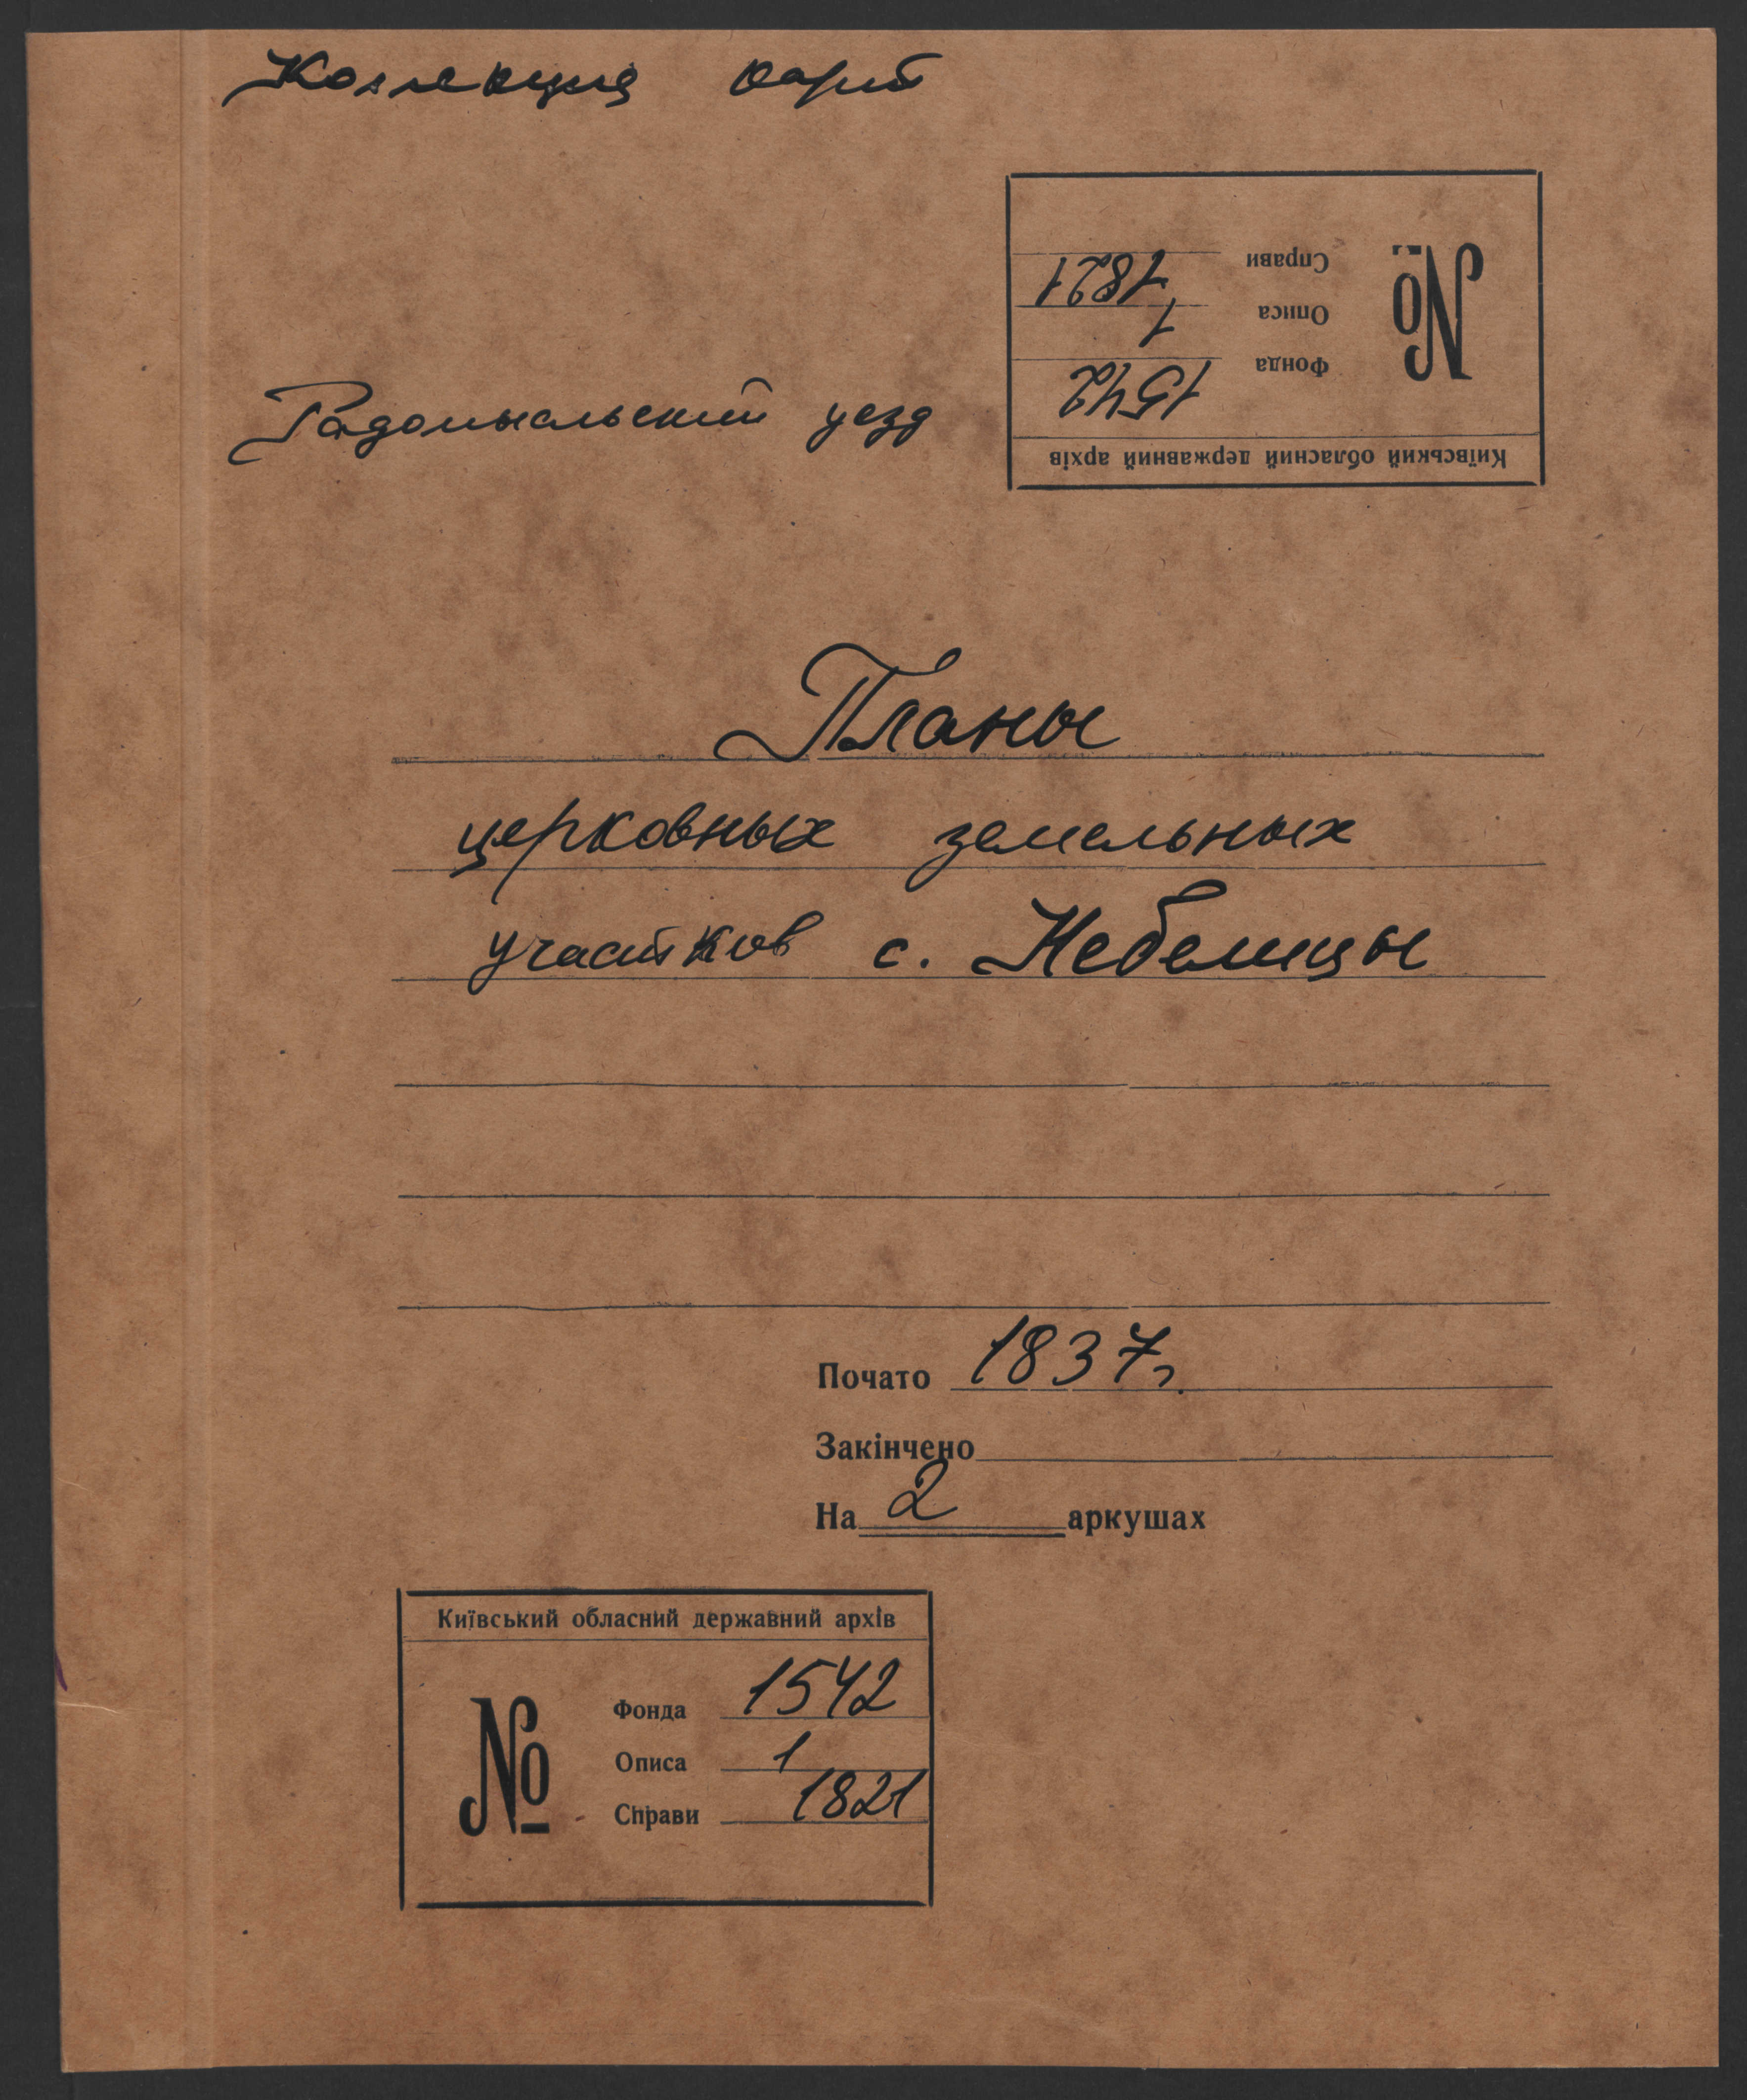 Коллекция карт
Київський обласний державний архів
№
Фонда 1542
Описа 1
Справи 1821
Радомысльский уезд
Планы
церковных земельных
участков с. Небелицы
Почато 1837г.
Закінчено
На 2 аркушах
Київський обласний державний архів
№
Фонда 1542
Описа 1
Справи 1821